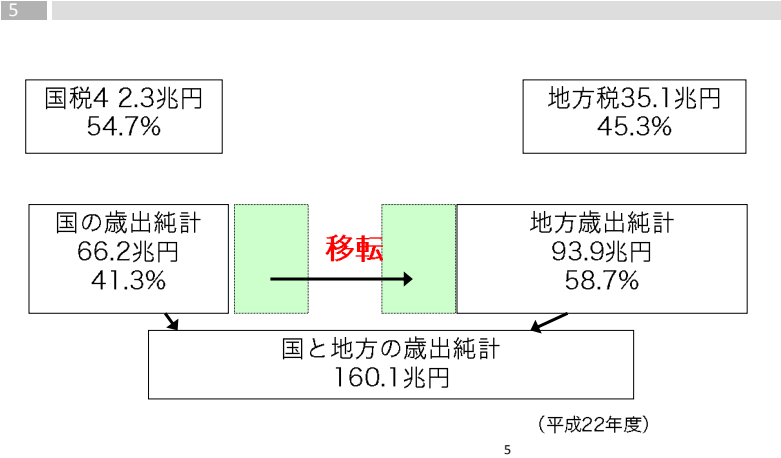 5
国税4 2.3兆円
54.7%
地方税35.1兆円
45.3%
国の歳出純計
66.2兆円
41.3%
移転
地方歳出純計
93.9兆円
58.7%
国と地方の歳出純計
160.1兆円
（平成22年度）
5